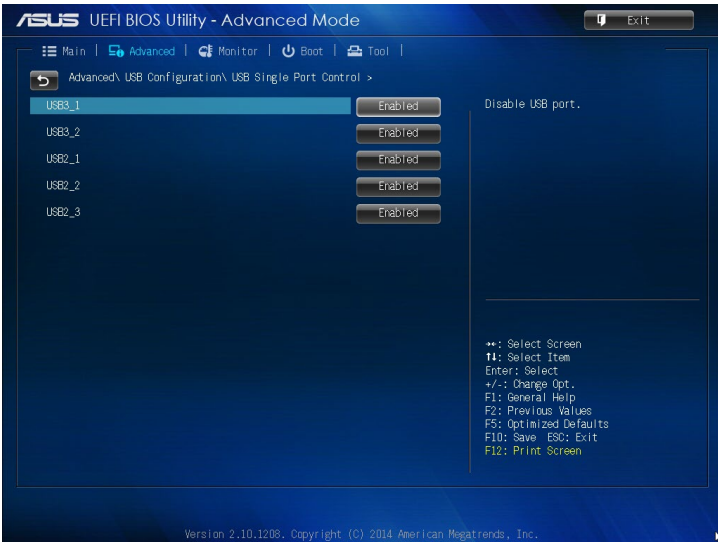 ASUS UEFI BIOS Utility - Advanced Mode
Exit
Main | Advanced | Monitor | Boot | Tool |
Advanced\ USB Configuration\ USB Single Port Control >
USB3_1 Enabled
USB3_2 Enabled
USB2_1 Enabled
USB2_2 Enabled
USB2_3 Enabled
Disable USB port.
→←: Select Screen
↑↓: Select Item
Enter: Select
+/-: Change Opt.
F1: General Help
F2: Previous Values
F5: Optimized Defaults
F10: Save ESC: Exit
F12: Print Screen
Version 2.10.1208. Copyright (C) 2014 American Megatrends, Inc.